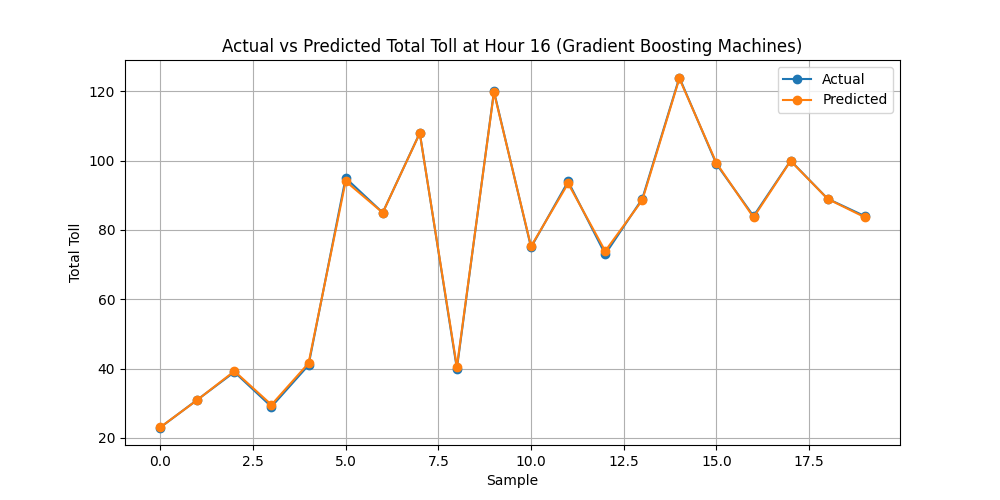 Actual vs Predicted Total Toll at Hour 16 (Gradient Boosting Machines)
Actual
Predicted
120
100
80
60
40
20
Total Toll
0.0 2.5 5.0 7.5 10.0 12.5 15.0 17.5
Sample